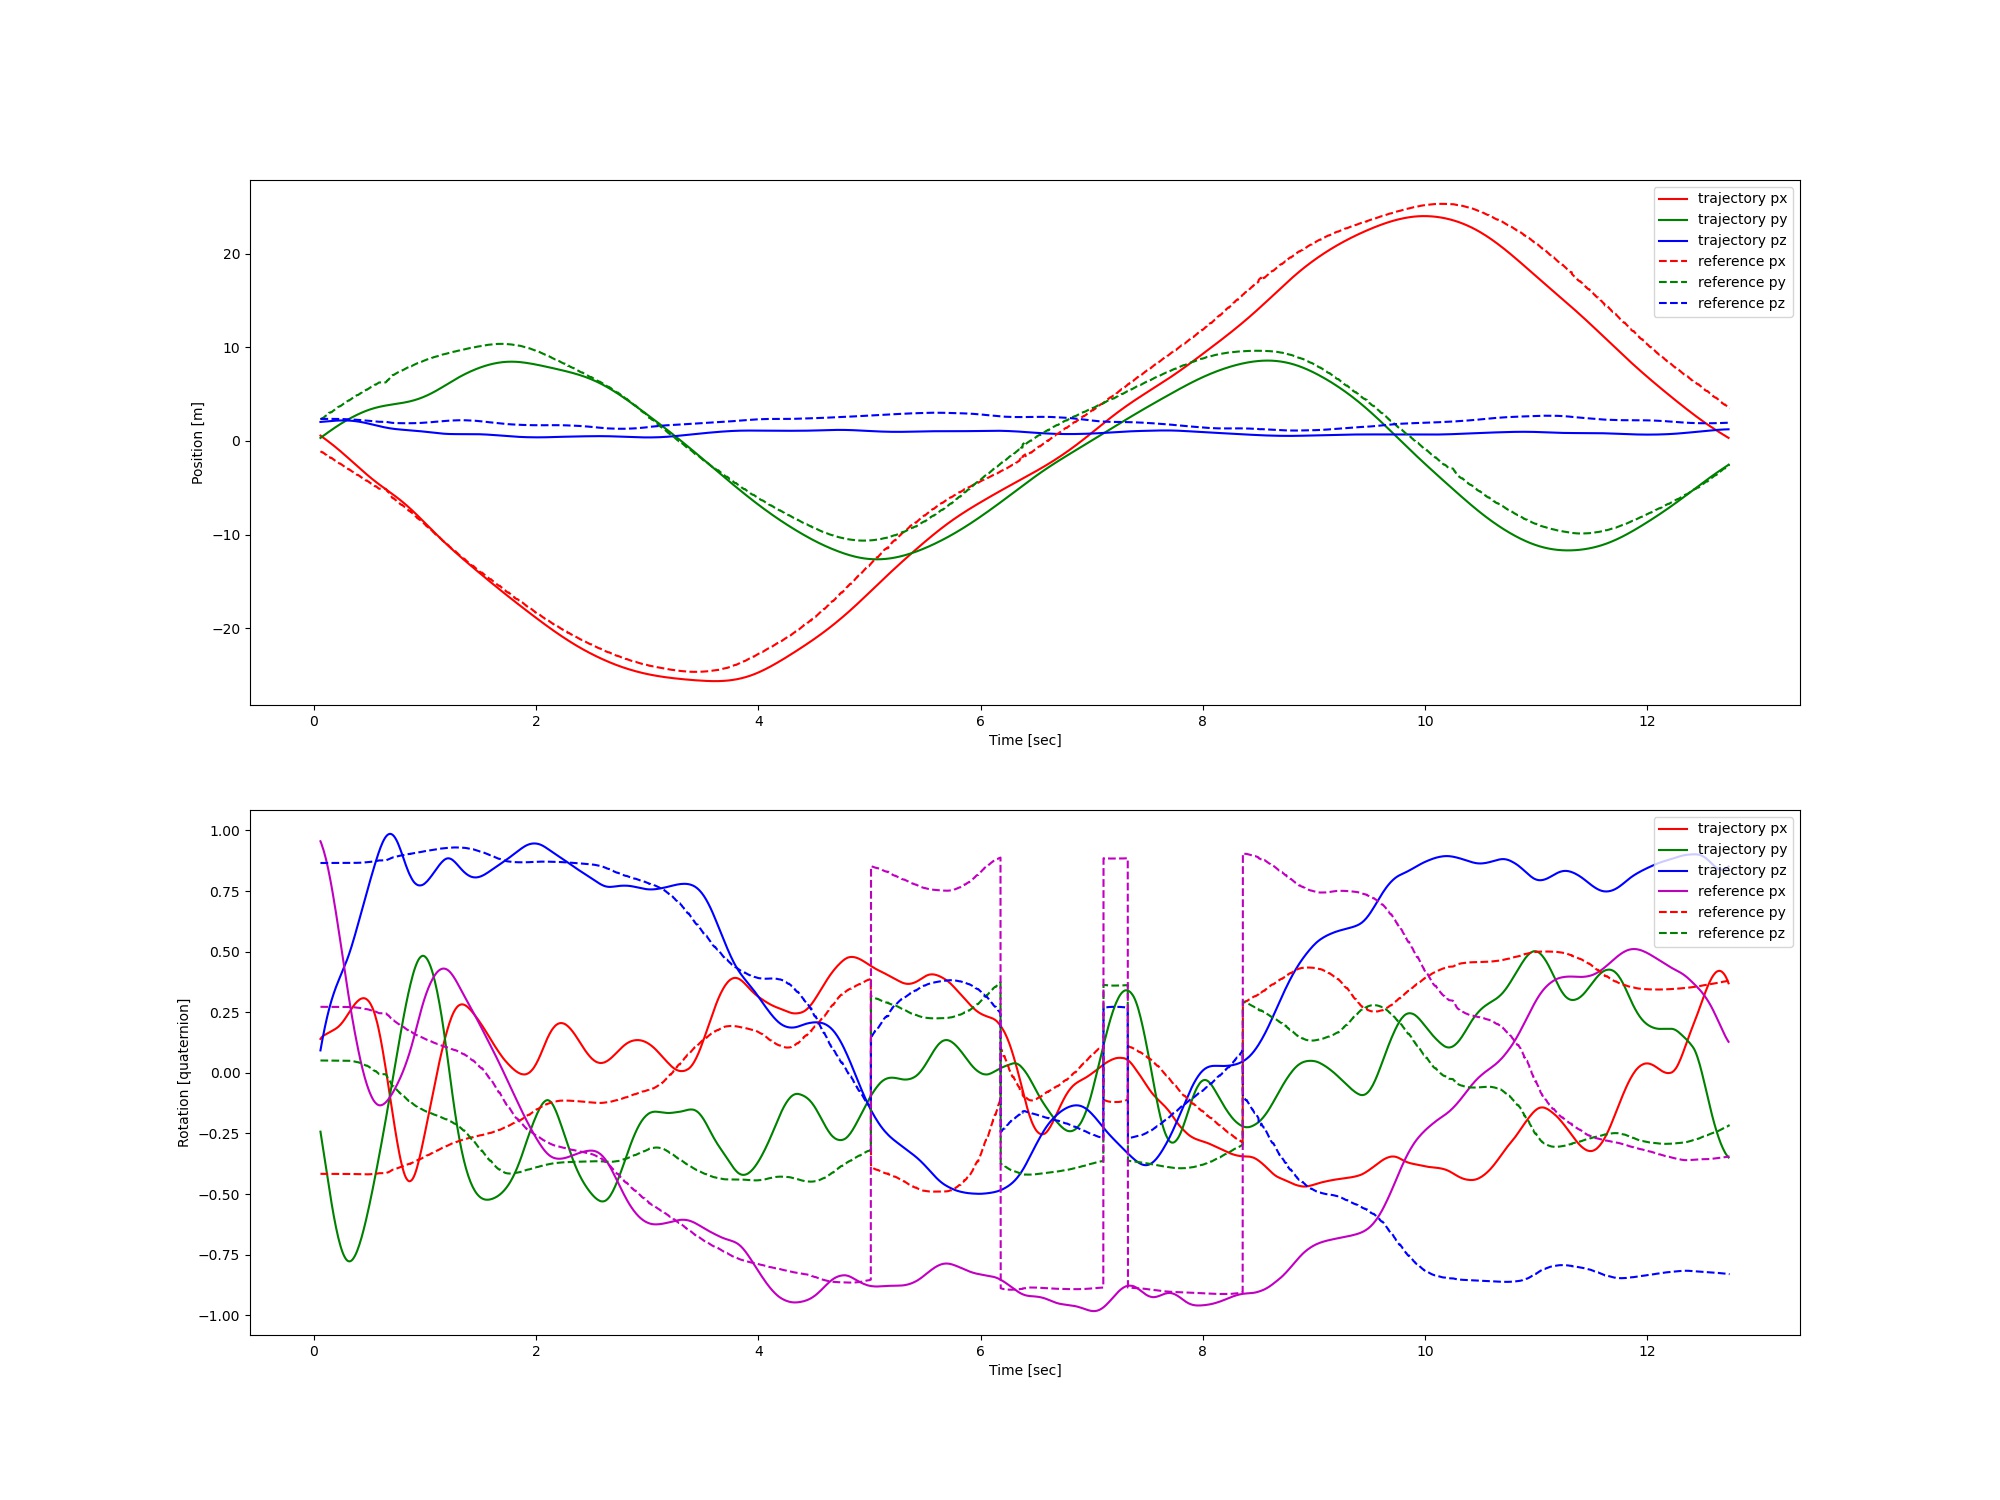 20
10
0
−10
−20
Position [m]
0 2 4 6 8 10 12
Time [sec]
trajectory px
trajectory py
trajectory pz
reference px
reference py
reference pz
1.00
0.75
0.50
0.25
0.00
−0.25
−0.50
−0.75
−1.00
Rotation [quaternion]
0 2 4 6 8 10 12
Time [sec]
trajectory px
trajectory py
trajectory pz
reference px
reference py
reference pz